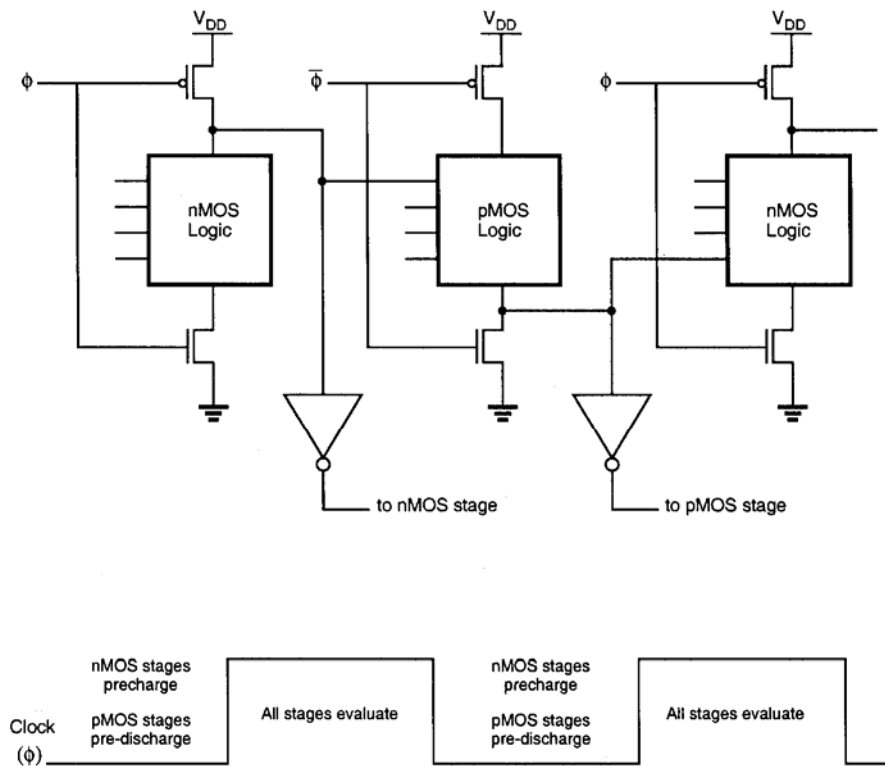 V_DD
V_DD
V_DD
ϕ
ϕ̅
ϕ
nMOS
Logic
pMOS
Logic
nMOS
Logic
to nMOS stage
to pMOS stage
nMOS stages
precharge
nMOS stages
precharge
Clock
(ϕ)
pMOS stages
pre-discharge
All stages evaluate
pMOS stages
pre-discharge
All stages evaluate